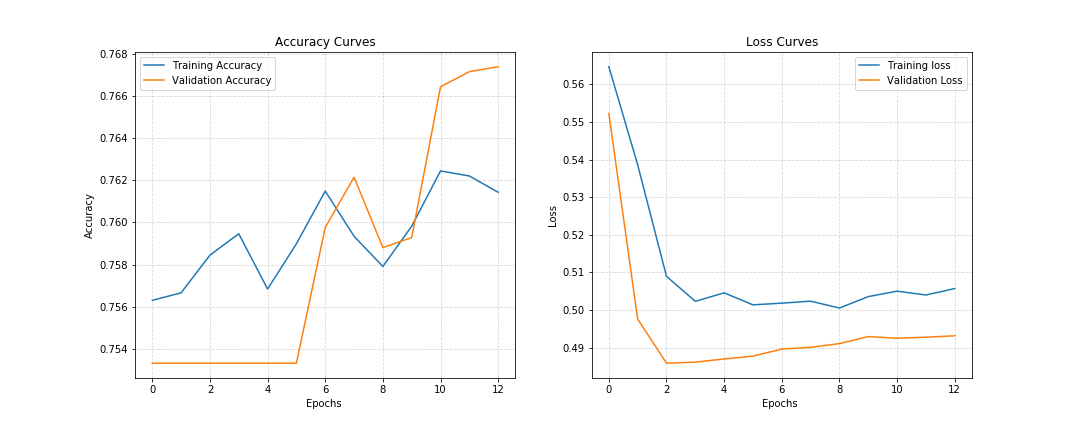 Accuracy Curves
Training Accuracy
Validation Accuracy
0.768
0.766
0.764
0.762
0.760
0.758
0.756
0.754
Accuracy
0 2 4 6 8 10 12
Epochs
Loss Curves
Training loss
Validation Loss
0.56
0.55
0.54
0.53
0.52
0.51
0.50
0.49
Loss
0 2 4 6 8 10 12
Epochs